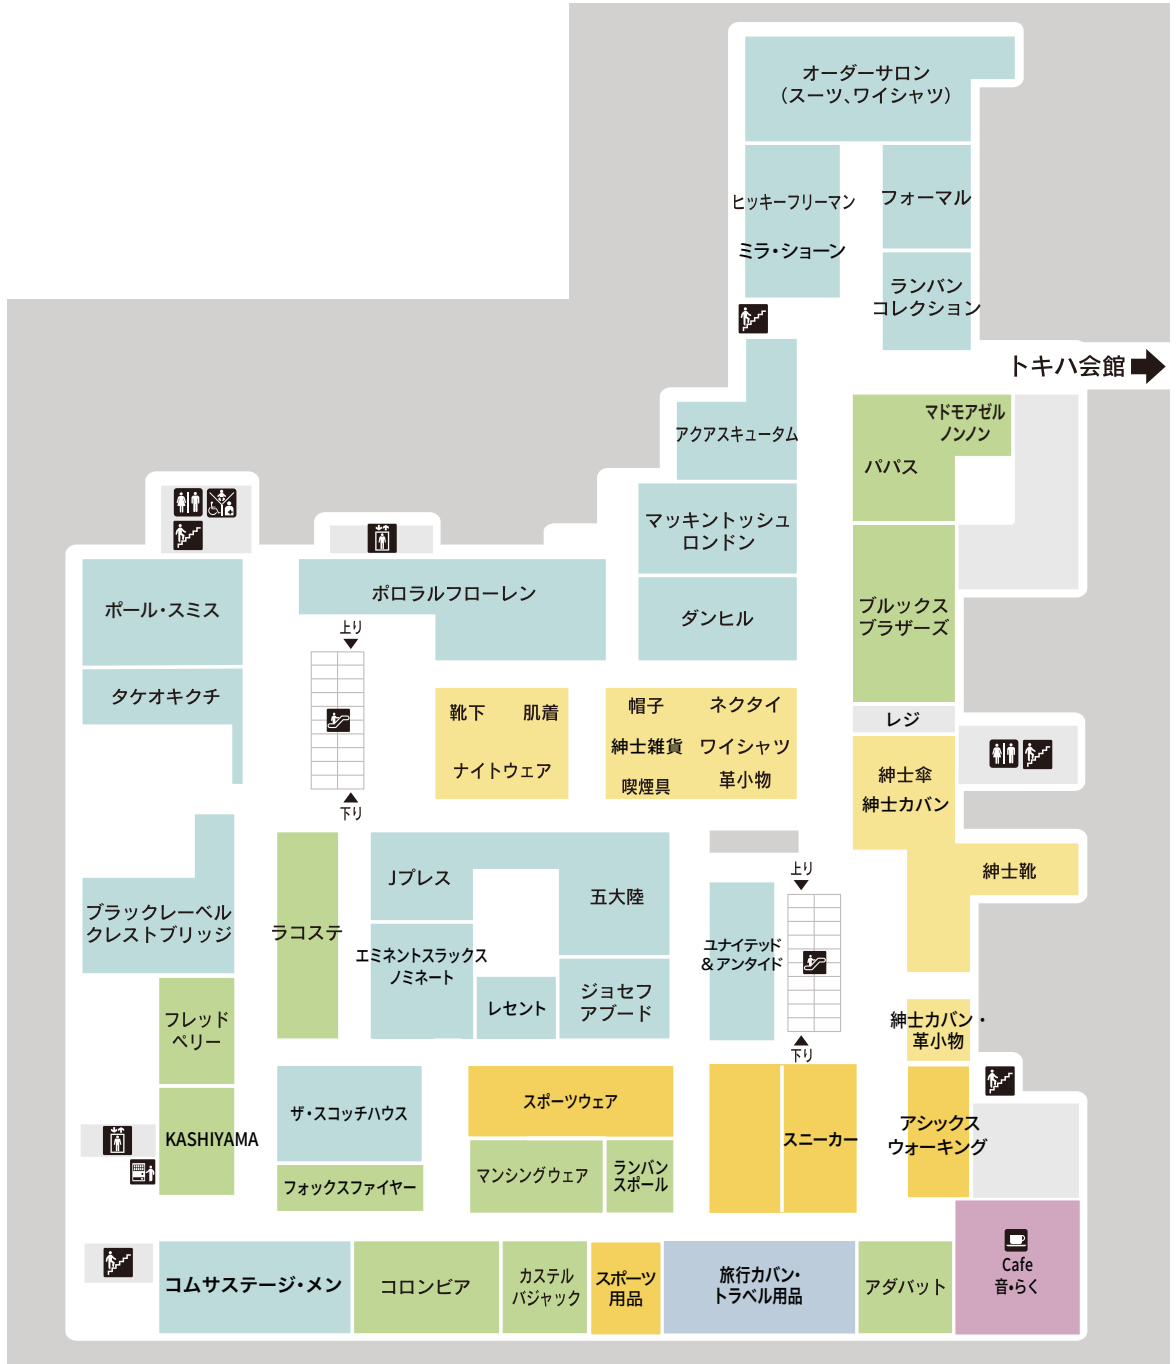 オーダーサロン
（スーツ、ワイシャツ）
ヒッキーフリーマン
ミラ・ショーン
フォーマル
ランバン
コレクション
トキハ会館
アクアスキュータム
マドモアゼル
ノンノン
パパス
マッキントッシュ
ロンドン
ダンヒル
ブルックス
ブラザーズ
レジ
ポール・スミス
タケオキクチ
ポロラルフローレン
上り
下り
靴下
肌着
ナイトウェア
帽子
ネクタイ
紳士雑貨
ワイシャツ
喫煙具
革小物
紳士傘
紳士カバン
紳士靴
ブラックレーベル
クレストブリッジ
ラコステ
Jプレス
五大陸
エミネントスラックス
ノミネート
レセント
ジョセフ
アブード
上り
ユナイテッド
&アンタイド
下り
フレッド
ペリー
KASHIYAMA
紳士カバン・
革小物
ザ・スコッチハウス
フォックスファイヤー
スポーツウェア
マンシングウェア
ランバン
スポール
スニーカー
アシックス
ウォーキング
コムサステージ・メン
コロンビア
カステル
バジャック
スポーツ
用品
旅行カバン・
トラベル用品
アダバット
Cafe
音・らく